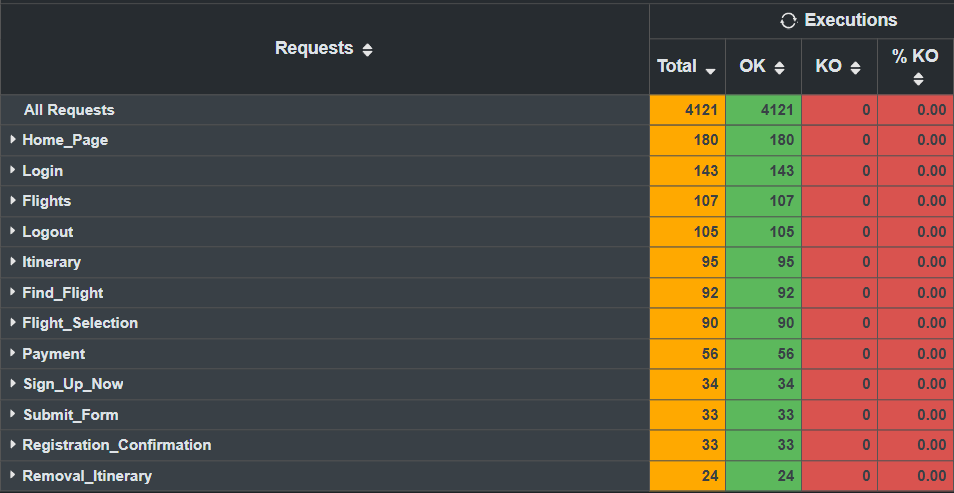 Requests Executions
Total OK KO % KO
All Requests 4121 4121 0 0.00
Home_Page 180 180 0 0.00
Login 143 143 0 0.00
Flights 107 107 0 0.00
Logout 105 105 0 0.00
Itinerary 95 95 0 0.00
Find_Flight 92 92 0 0.00
Flight_Selection 90 90 0 0.00
Payment 56 56 0 0.00
Sign_Up_Now 34 34 0 0.00
Submit_Form 33 33 0 0.00
Registration_Confirmation 33 33 0 0.00
Removal_Itinerary 24 24 0 0.00